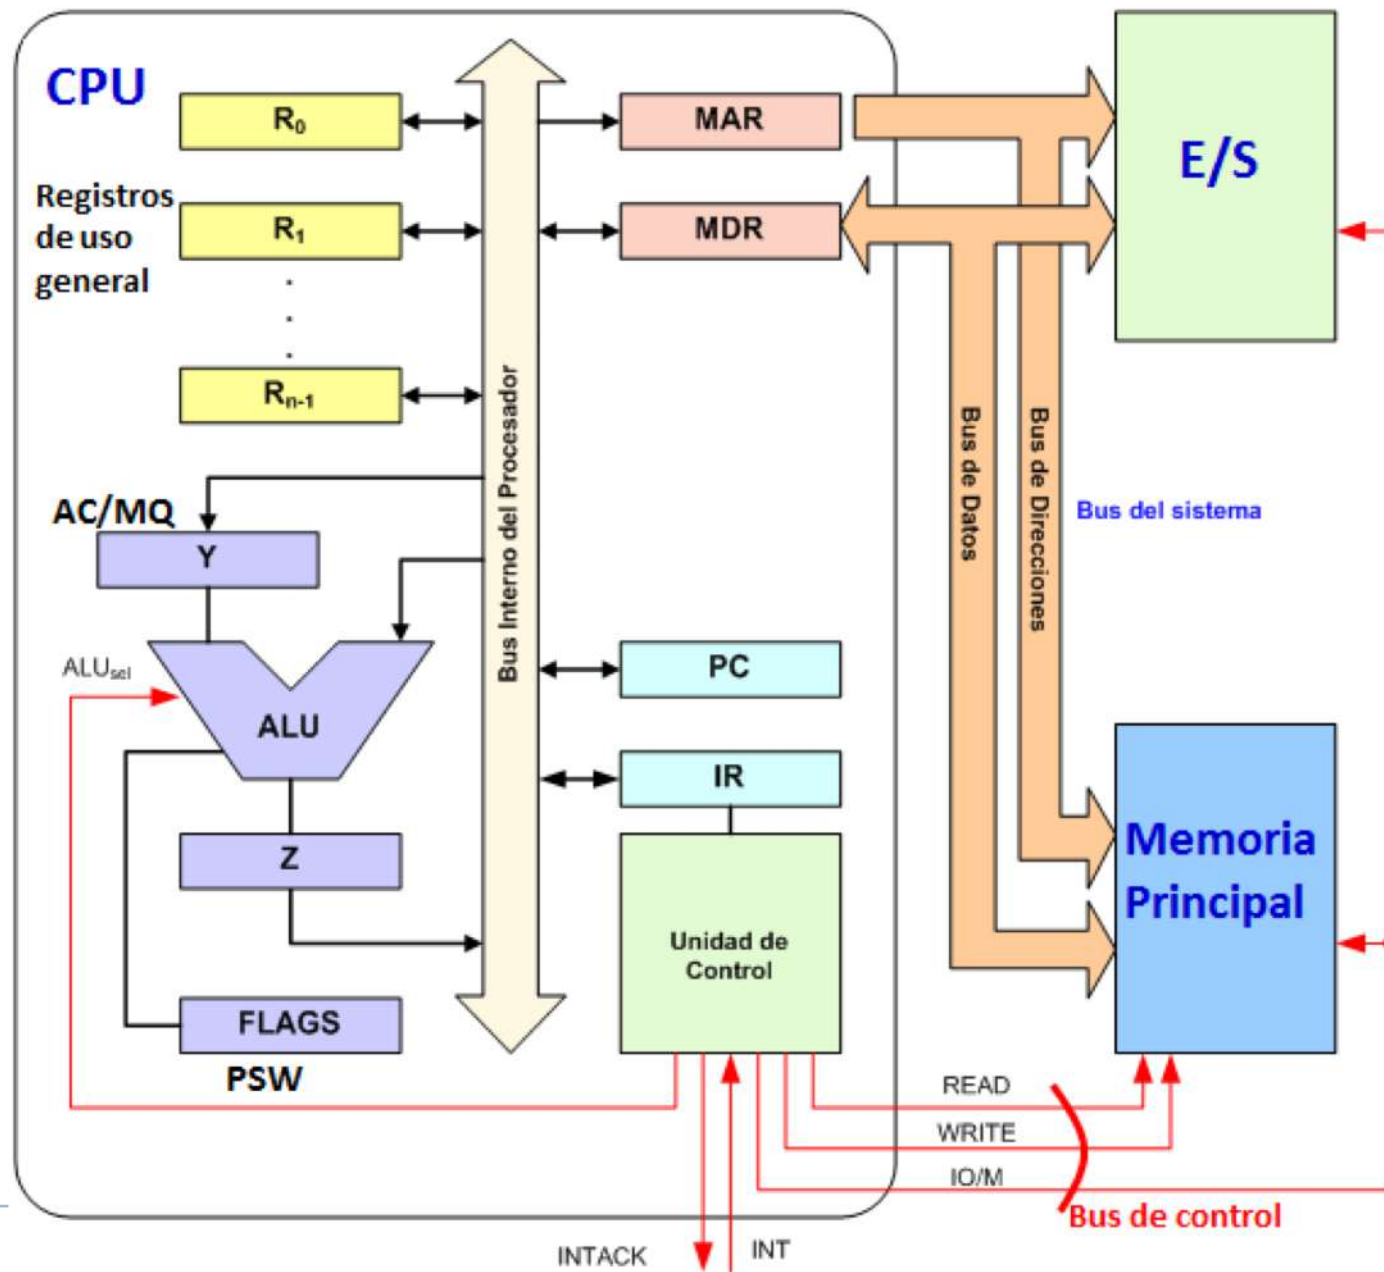 CPU
R0
Registros
de uso
general
R1
.
.
.
Rn-1
AC/MQ
Y
ALUsel
ALU
Z
FLAGS
PSW
Bus Interno del Procesador
MAR
MDR
PC
IR
Unidad de
Control
E/S
Bus de Datos
Bus de Direcciones
Bus del sistema
Memoria
Principal
READ
WRITE
IO/M
Bus de control
INTACK
INT